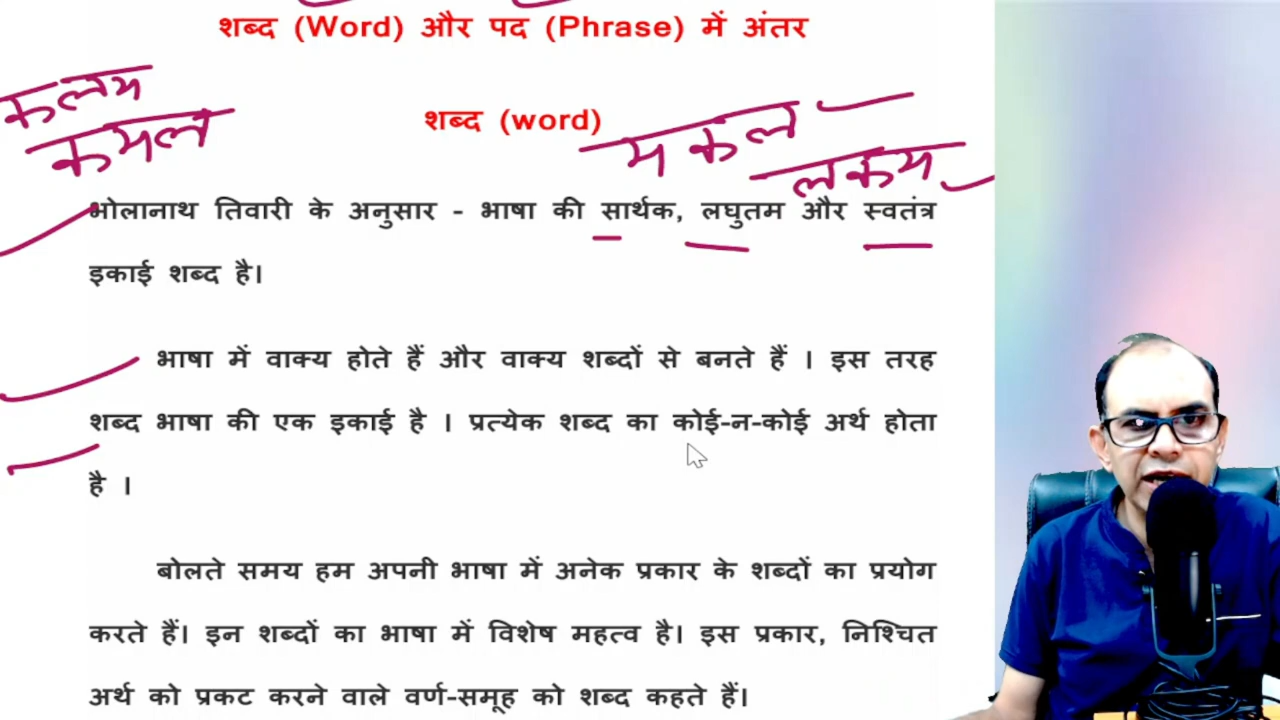 शब्द (Word) और पद (Phrase) में अंतर
कलम
कमल
शब्द (word)
मकल
लकम
भोलानाथ तिवारी के अनुसार - भाषा की सार्थक, लघुतम और स्वतंत्र
इकाई शब्द है।
भाषा में वाक्य होते हैं और वाक्य शब्दों से बनते हैं । इस तरह
शब्द भाषा की एक इकाई है । प्रत्येक शब्द का कोई-न-कोई अर्थ होता
है ।
बोलते समय हम अपनी भाषा में अनेक प्रकार के शब्दों का प्रयोग
करते हैं। इन शब्दों का भाषा में विशेष महत्व है। इस प्रकार, निश्चित
अर्थ को प्रकट करने वाले वर्ण-समूह को शब्द कहते हैं।